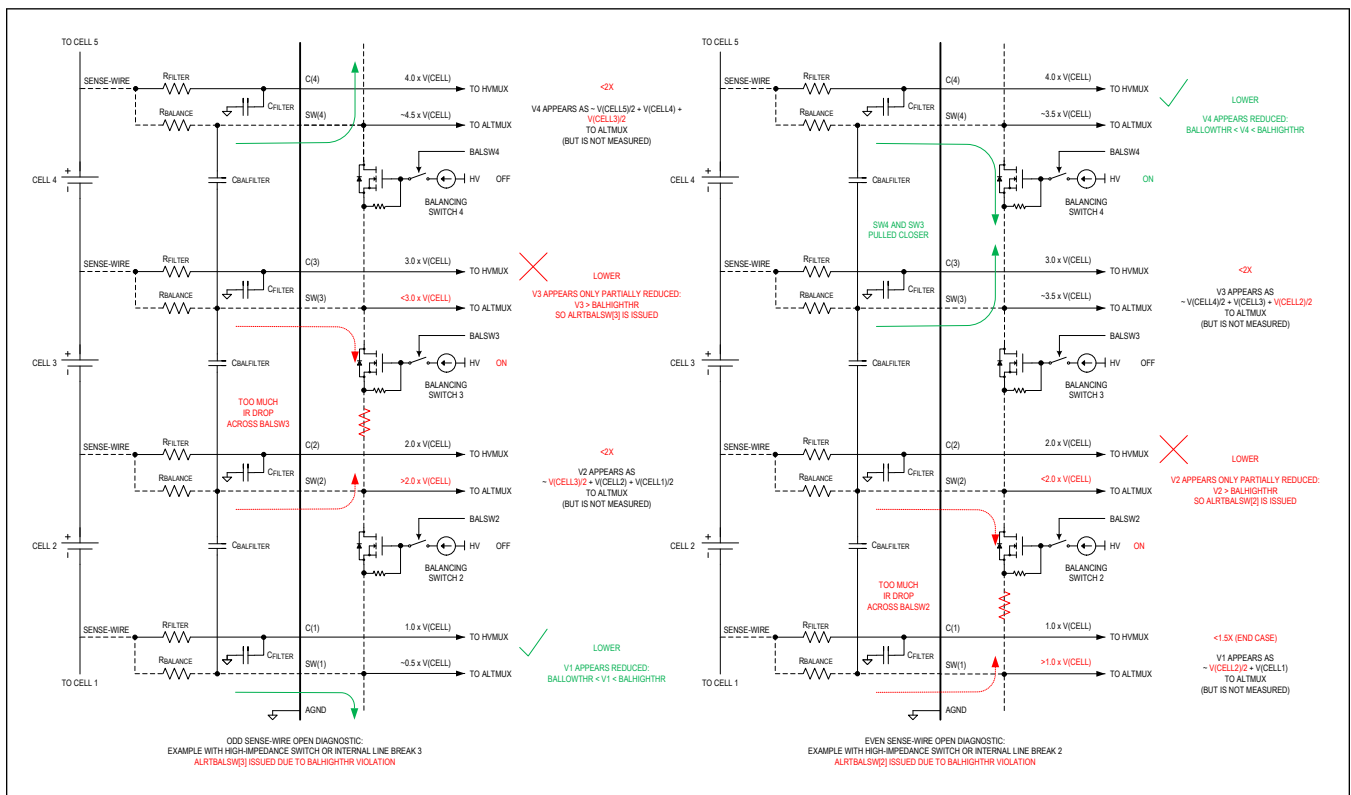 TO CELL 5
SENSE-WIRE
RFILTER
C(4)
4.0 x V(CELL)
TO HVMUX
<2X
RBALANCE
CFILTER
SW(4)
~4.5 x V(CELL)
TO ALTMUX
V4 APPEARS AS ~ V(CELL5)/2 + V(CELL4) +
V(CELL3)/2
TO ALTMUX
(BUT IS NOT MEASURED)
BALSW4
CELL 4
+
-
CBALFILTER
HV
OFF
BALANCING
SWITCH 4
SENSE-WIRE
RFILTER
C(3)
3.0 x V(CELL)
TO HVMUX
LOWER
RBALANCE
CFILTER
SW(3)
<3.0 x V(CELL)
TO ALTMUX
V3 APPEARS ONLY PARTIALLY REDUCED:
V3 > BALHIGHTHR
SO ALRTBALSW[3] IS ISSUED
BALSW3
CELL 3
+
-
CBALFILTER
HV
ON
BALANCING
SWITCH 3
TOO MUCH
IR DROP
ACROSS BALSW3
SENSE-WIRE
RFILTER
C(2)
2.0 x V(CELL)
TO HVMUX
<2X
RBALANCE
CFILTER
SW(2)
>2.0 x V(CELL)
TO ALTMUX
V2 APPEARS AS
~ V(CELL3)/2 + V(CELL2) + V(CELL1)/2
TO ALTMUX
(BUT IS NOT MEASURED)
BALSW2
CELL 2
+
-
CBALFILTER
HV
OFF
BALANCING
SWITCH 2
SENSE-WIRE
RFILTER
C(1)
1.0 x V(CELL)
TO HVMUX
LOWER
RBALANCE
CFILTER
SW(1)
~0.5 x V(CELL)
TO ALTMUX
V1 APPEARS REDUCED:
BALLOWTHR < V1 < BALHIGHTHR
TO CELL 1
AGND
ODD SENSE-WIRE OPEN DIAGNOSTIC:
EXAMPLE WITH HIGH-IMPEDANCE SWITCH OR INTERNAL LINE BREAK 3
ALRTBALSW[3] ISSUED DUE TO BALHIGHTHR VIOLATION
TO CELL 5
SENSE-WIRE
RFILTER
C(4)
4.0 x V(CELL)
TO HVMUX
LOWER
RBALANCE
CFILTER
SW(4)
~3.5 x V(CELL)
TO ALTMUX
V4 APPEARS REDUCED:
BALLOWTHR < V4 < BALHIGHTHR
BALSW4
CELL 4
+
-
CBALFILTER
HV
ON
BALANCING
SWITCH 4
SW4 AND SW3
PULLED CLOSER
SENSE-WIRE
RFILTER
C(3)
3.0 x V(CELL)
TO HVMUX
<2X
RBALANCE
CFILTER
SW(3)
~3.5 x V(CELL)
TO ALTMUX
V3 APPEARS AS
~ V(CELL4)/2 + V(CELL3) + V(CELL2)/2
TO ALTMUX
(BUT IS NOT MEASURED)
BALSW3
CELL 3
+
-
CBALFILTER
HV
OFF
BALANCING
SWITCH 3
SENSE-WIRE
RFILTER
C(2)
2.0 x V(CELL)
TO HVMUX
LOWER
RBALANCE
CFILTER
SW(2)
<2.0 x V(CELL)
TO ALTMUX
V2 APPEARS ONLY PARTIALLY REDUCED:
V2 > BALHIGHTHR
SO ALRTBALSW[2] IS ISSUED
BALSW2
CELL 2
+
-
CBALFILTER
HV
ON
BALANCING
SWITCH 2
TOO MUCH
IR DROP
ACROSS BALSW2
SENSE-WIRE
RFILTER
C(1)
1.0 x V(CELL)
TO HVMUX
<1.5X (END CASE)
RBALANCE
CFILTER
SW(1)
>1.0 x V(CELL)
TO ALTMUX
V1 APPEARS AS
~ V(CELL2)/2 + V(CELL1)
TO ALTMUX
(BUT IS NOT MEASURED)
TO CELL 1
AGND
EVEN SENSE-WIRE OPEN DIAGNOSTIC:
EXAMPLE WITH HIGH-IMPEDANCE SWITCH OR INTERNAL LINE BREAK 2
ALRTBALSW[2] ISSUED DUE TO BALHIGHTHR VIOLATION